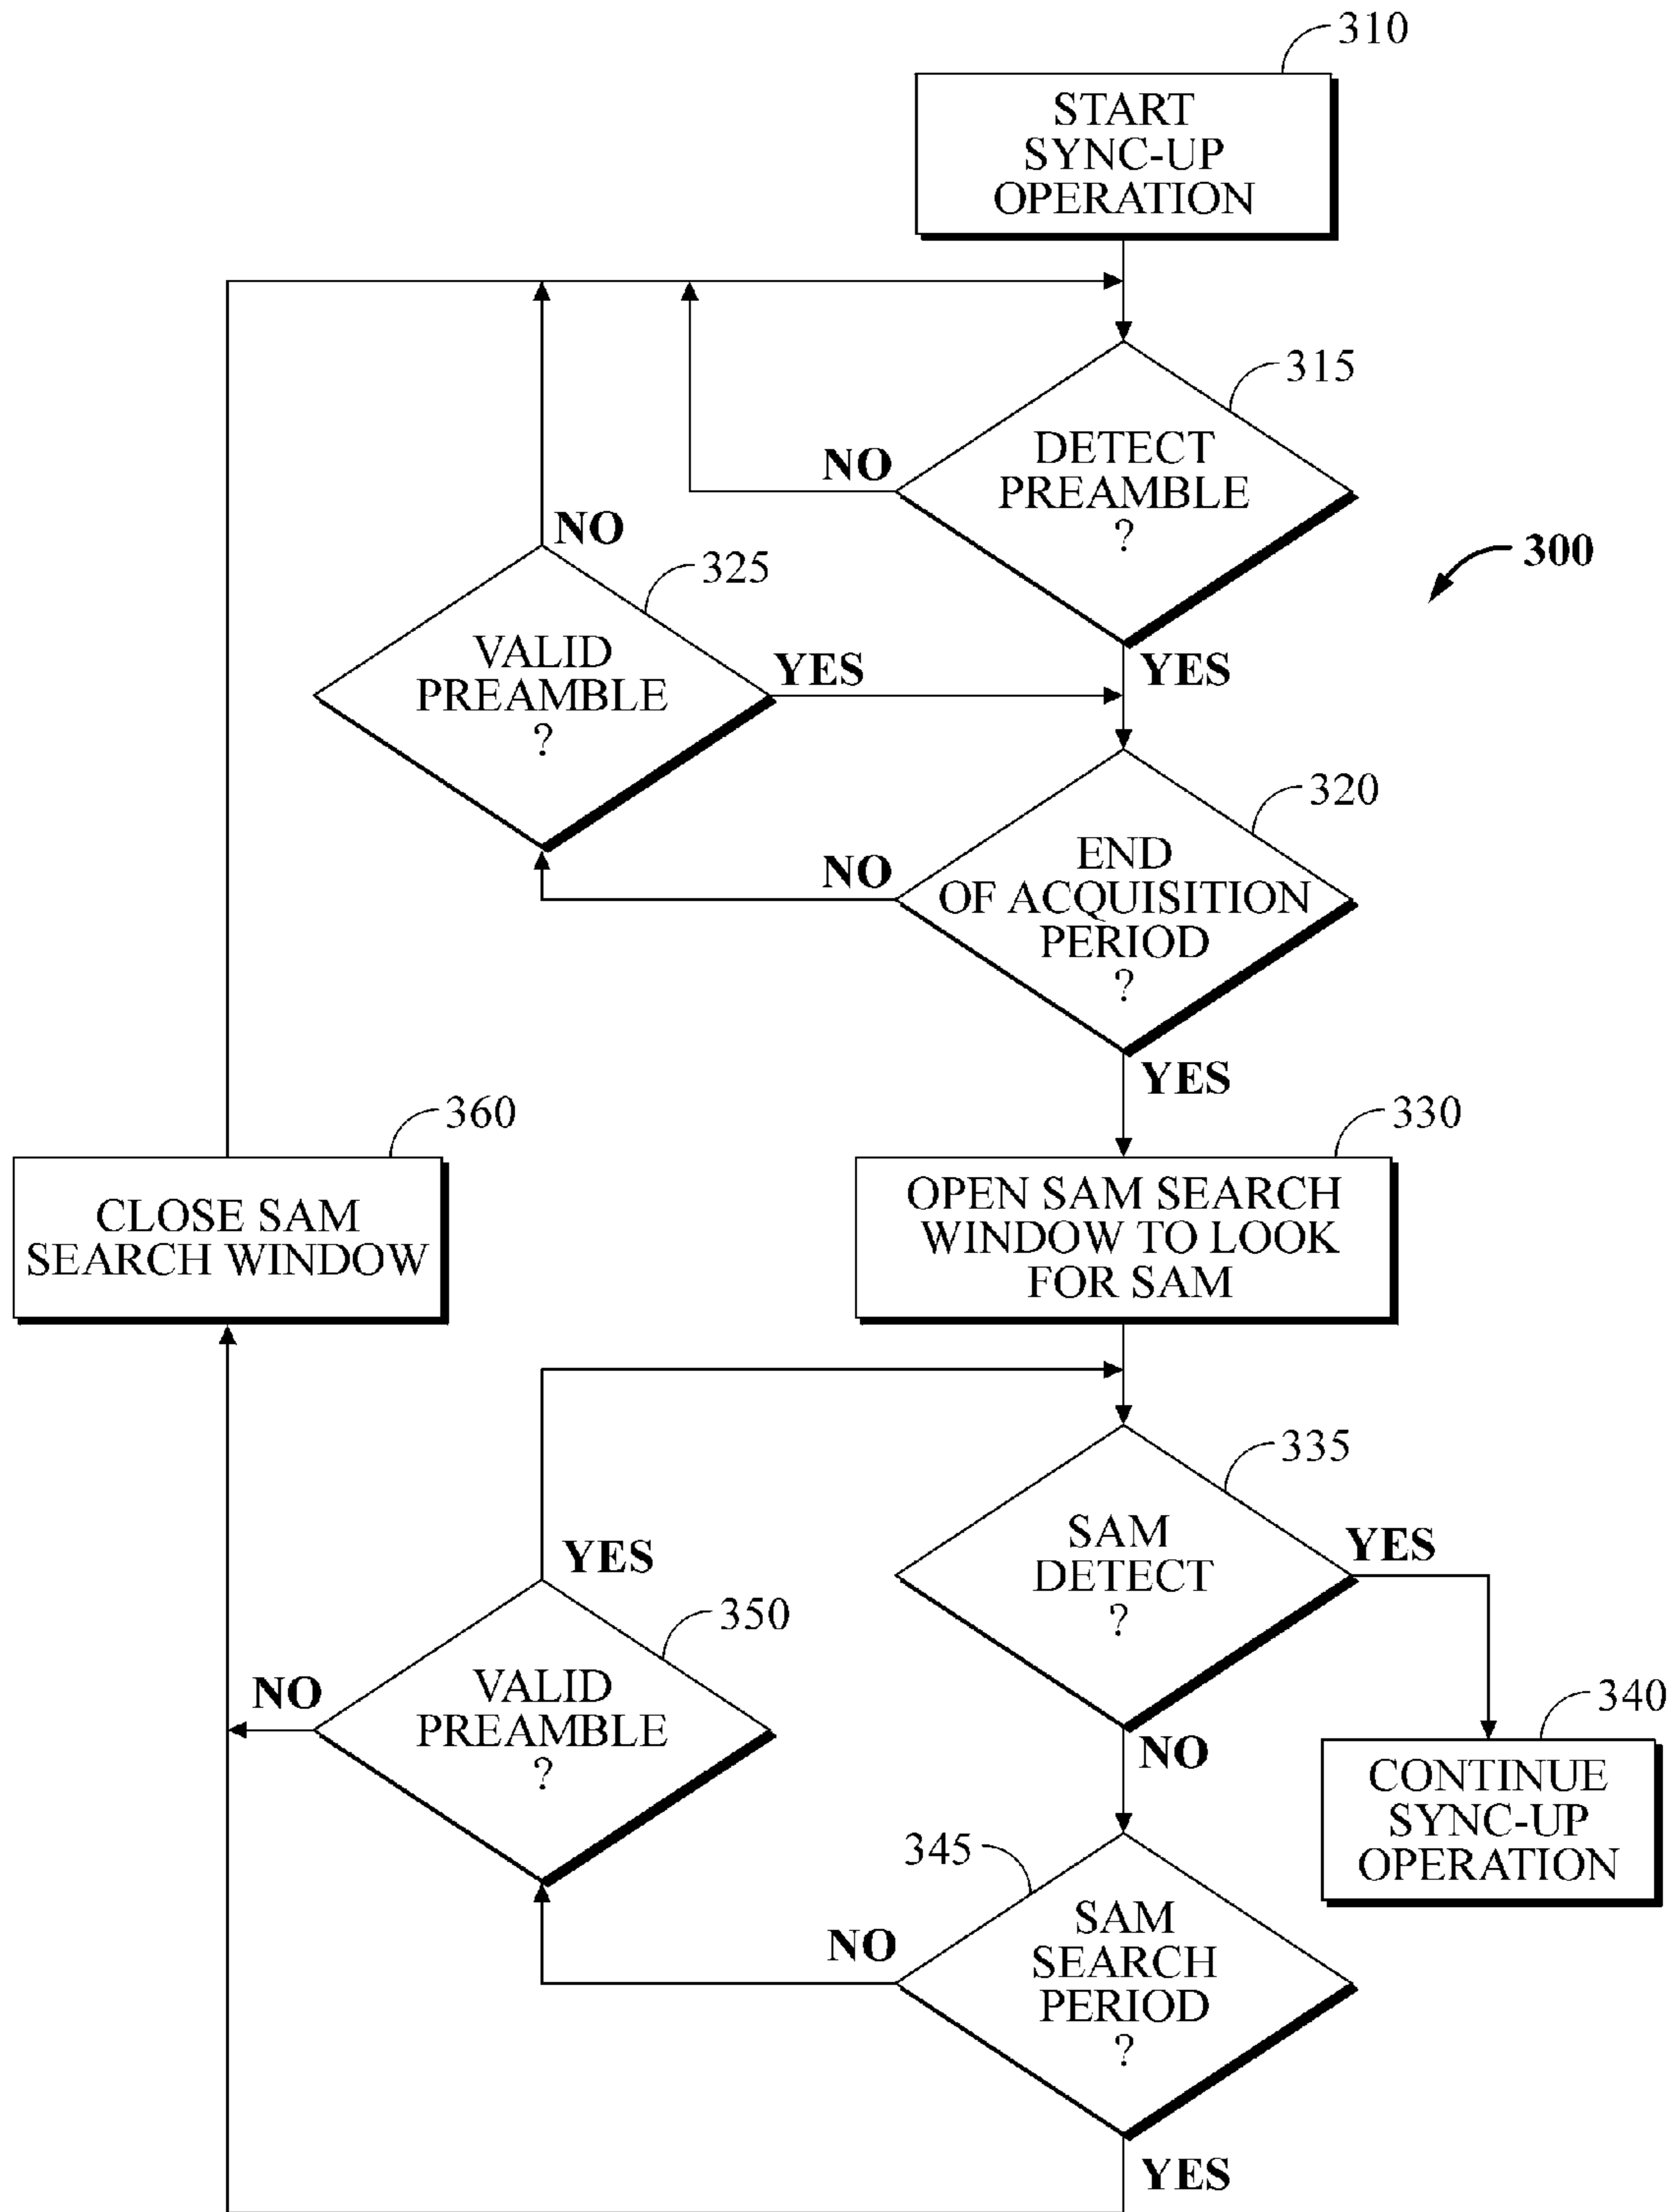 310
START
SYNC-UP
OPERATION
315
DETECT
PREAMBLE
?
NO
YES
300
325
VALID
PREAMBLE
?
NO
YES
320
END
OF ACQUISITION
PERIOD
?
NO
YES
360
CLOSE SAM
SEARCH WINDOW
330
OPEN SAM SEARCH
WINDOW TO LOOK
FOR SAM
335
SAM
DETECT
?
YES
NO
350
VALID
PREAMBLE
?
YES
NO
340
CONTINUE
SYNC-UP
OPERATION
345
SAM
SEARCH
PERIOD
?
NO
YES